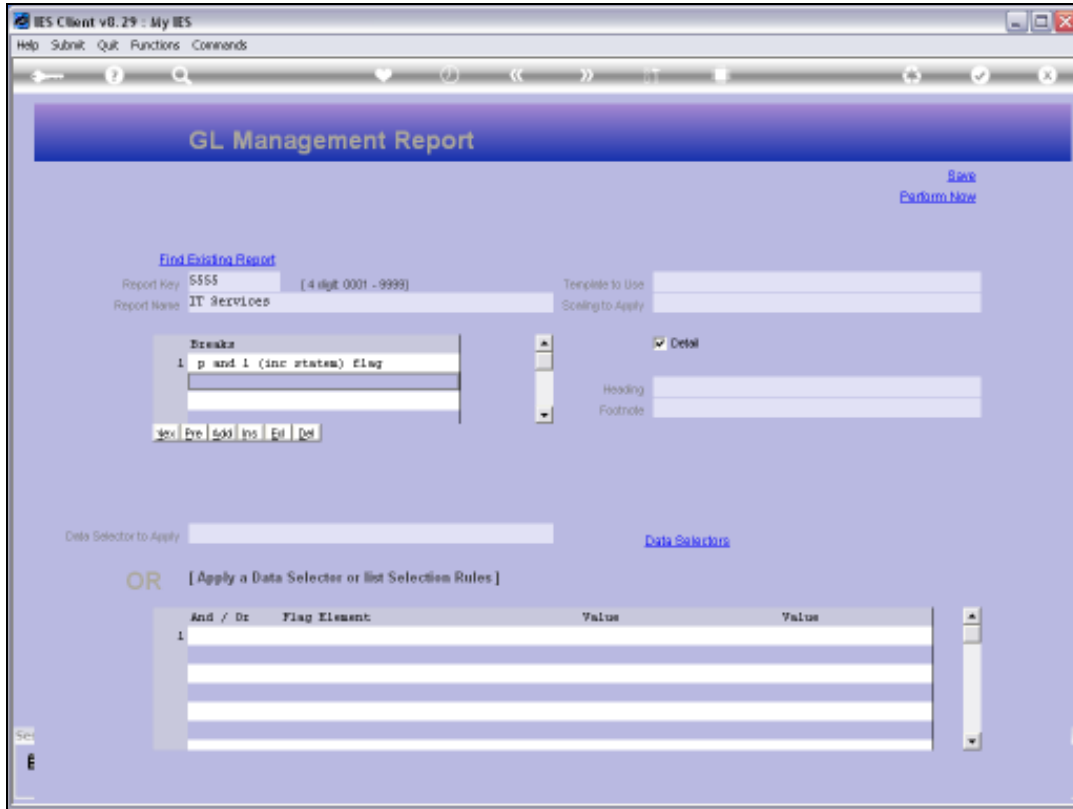 IES Client v8.29 : My IES
Help Submit Quit Functions Commands
GL Management Report
Save
Perform Now
Find Existing Report
Report Key 5555 [ 4 digit: 0001 - 9999]
Template to Use
Report Name IT Services
Scaling to Apply
Breaks
1 p and l (inc statem) flag
Detail
Heading
Footnote
Nex Pre Add Ins Edi Del
Data Selector to Apply
Data Selectors
OR [ Apply a Data Selector or list Selection Rules ]
And / Or Flag Element Value Value
1